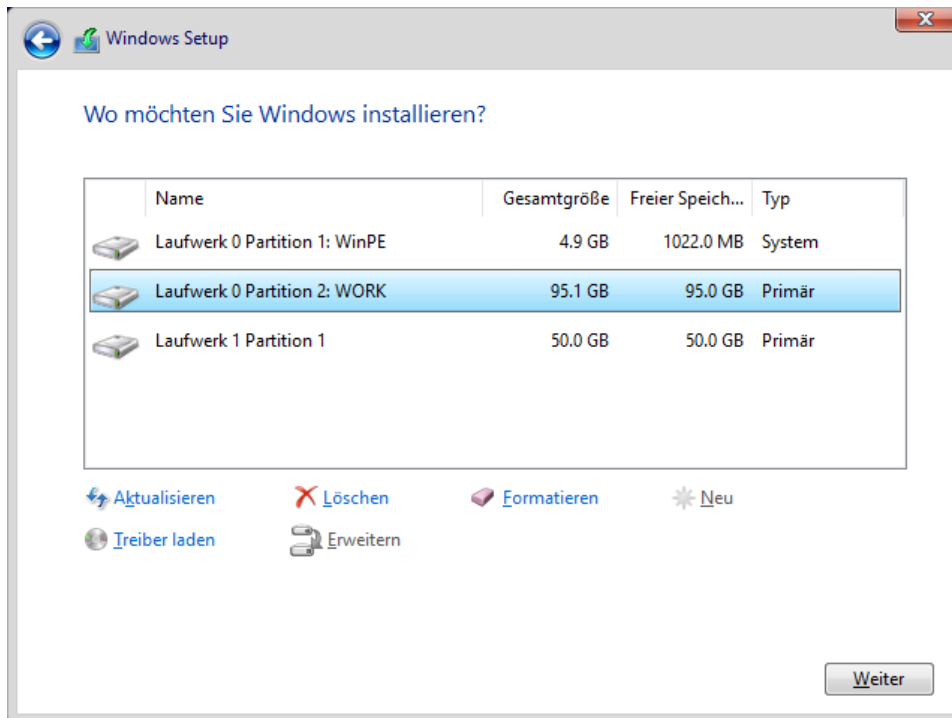 Windows Setup
Wo möchten Sie Windows installieren?
Name Gesamtgröße Freier Speich... Typ
Laufwerk 0 Partition 1: WinPE 4.9 GB 1022.0 MB System
Laufwerk 0 Partition 2: WORK 95.1 GB 95.0 GB Primär
Laufwerk 1 Partition 1 50.0 GB 50.0 GB Primär
Aktualisieren Löschen Formatieren Neu
Treiber laden Erweitern
Weiter